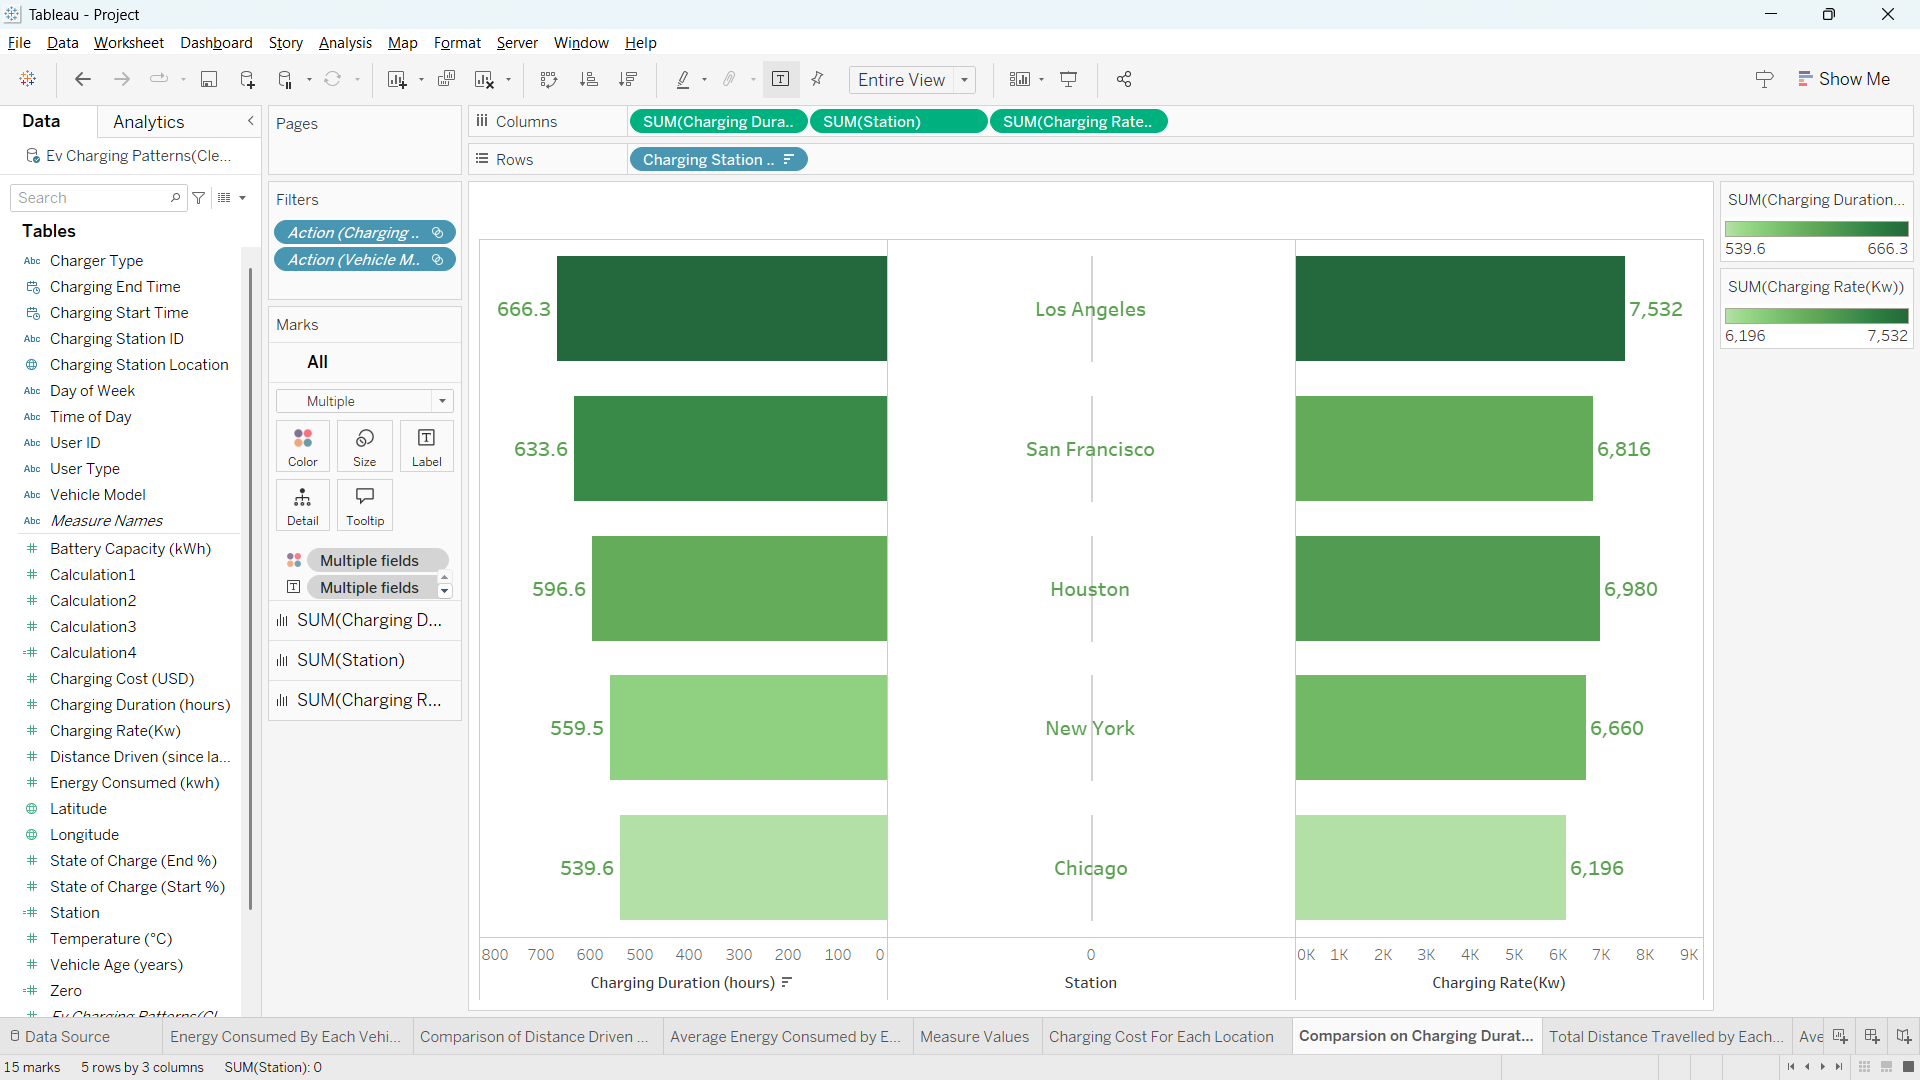 Tableau - Project
File Data Worksheet Dashboard Story Analysis Map Format Server Window Help
Entire View
Show Me
Data
Analytics
Ev Charging Patterns(Cle...
Search
Tables
Abc Charger Type
Charging End Time
Charging Start Time
Abc Charging Station ID
Charging Station Location
Abc Day of Week
Abc Time of Day
Abc User ID
Abc User Type
Abc Vehicle Model
Abc Measure Names
# Battery Capacity (kWh)
# Calculation1
# Calculation2
# Calculation3
=# Calculation4
# Charging Cost (USD)
# Charging Duration (hours)
# Charging Rate(Kw)
# Distance Driven (since la...
# Energy Consumed (kwh)
Latitude
Longitude
# State of Charge (End %)
# State of Charge (Start %)
=# Station
# Temperature (°C)
# Vehicle Age (years)
=# Zero
Pages
Filters
Action (Charging ..
Action (Vehicle M..
Marks
All
Multiple
Color
Size
Label
Detail
Tooltip
Multiple fields
Multiple fields
SUM(Charging D...
SUM(Station)
SUM(Charging R...
Columns
SUM(Charging Dura..
SUM(Station)
SUM(Charging Rate..
Rows
Charging Station ..
666.3 Los Angeles 7,532
633.6 San Francisco 6,816
596.6 Houston 6,980
559.5 New York 6,660
539.6 Chicago 6,196
800 700 600 500 400 300 200 100 0
0
0K 1K 2K 3K 4K 5K 6K 7K 8K 9K
Charging Duration (hours)
Station
Charging Rate(Kw)
SUM(Charging Duration...
539.6 666.3
SUM(Charging Rate(Kw))
6,196 7,532
Data Source
Energy Consumed By Each Vehi...
Comparison of Distance Driven ...
Average Energy Consumed by E...
Measure Values
Charging Cost For Each Location
Comparsion on Charging Durat...
Total Distance Travelled by Each...
Ave
15 marks
5 rows by 3 columns
SUM(Station): 0